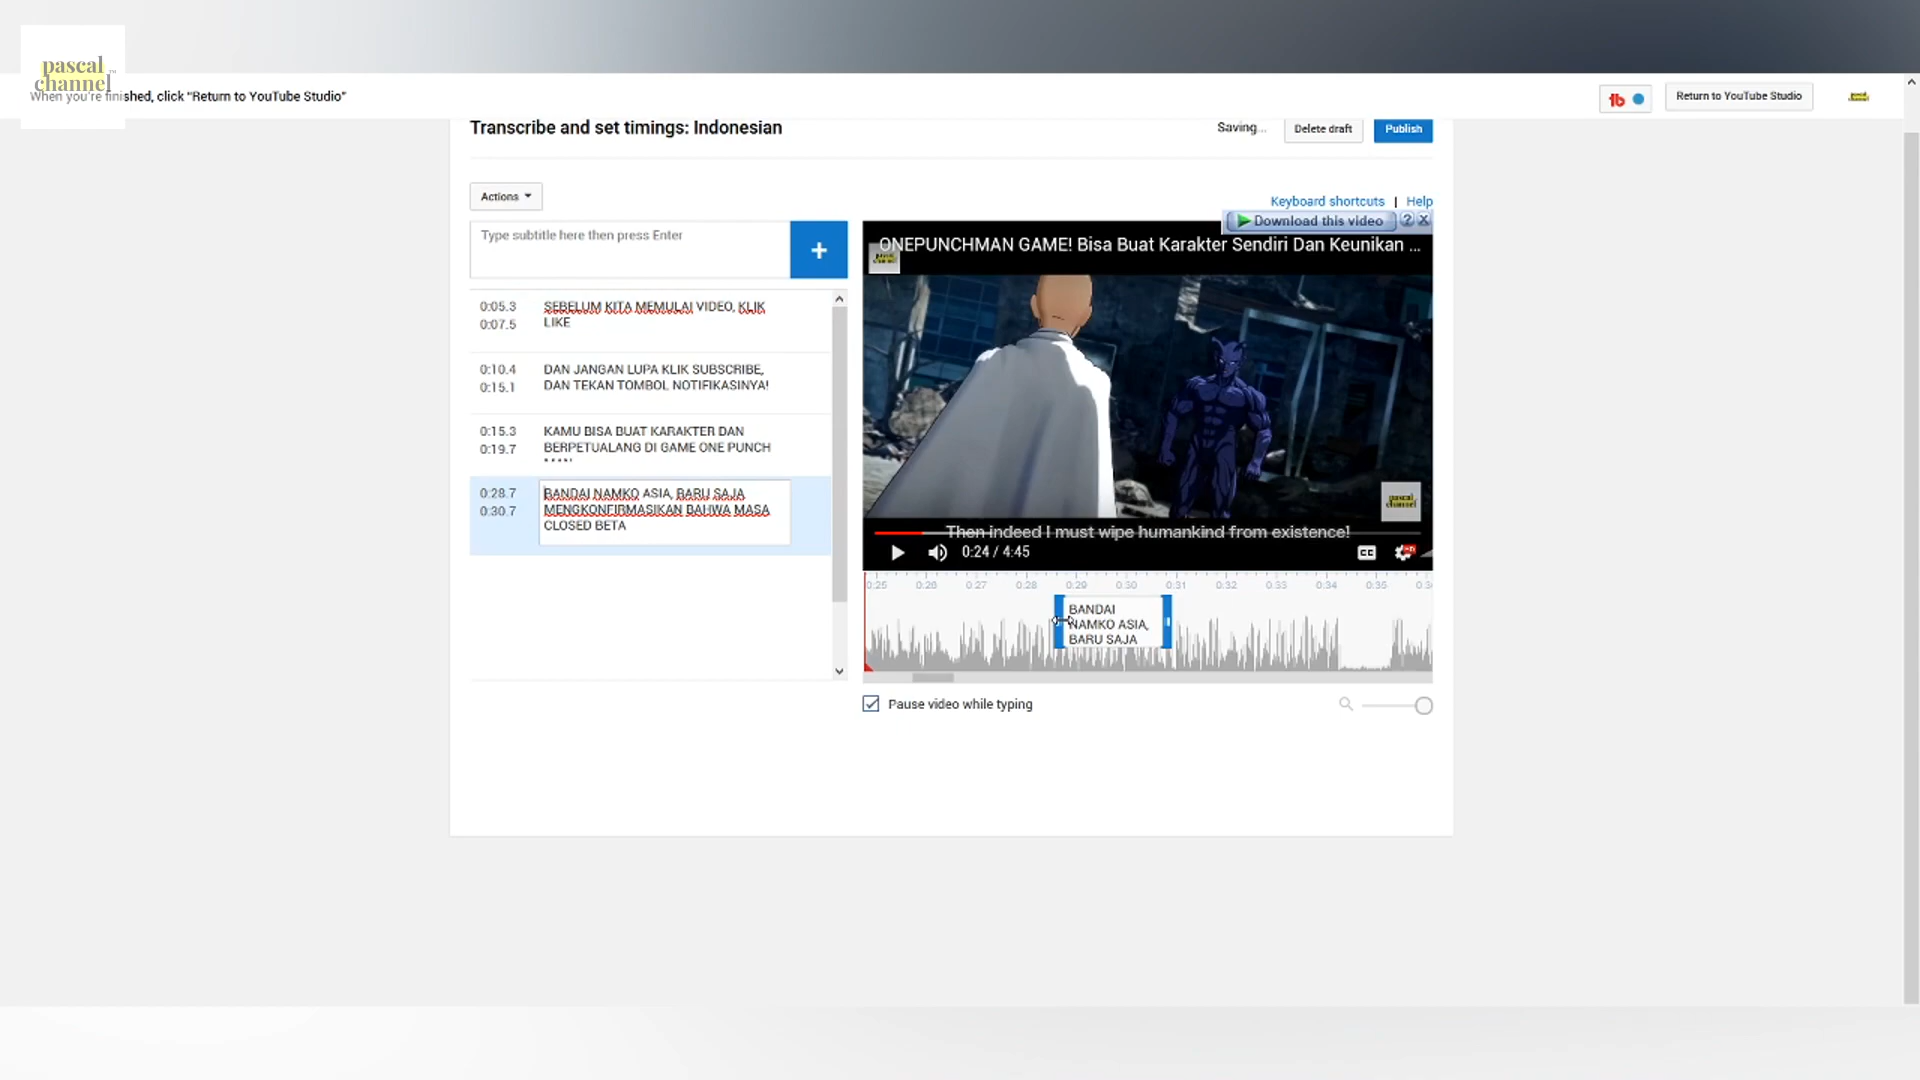 pascal
channel™
When you're finished, click “Return to YouTube Studio”
Return to YouTube Studio
Transcribe and set timings: Indonesian
Saving...
Delete draft
Publish
Actions
Keyboard shortcuts | Help
Download this video
Type subtitle here then press Enter
+
ONEPUNCHMAN GAME! Bisa Buat Karakter Sendiri Dan Keunikan ...
0:05.3
0:07.5
SEBELUM KITA MEMULAI VIDEO, KLIK
LIKE
0:10.4
0:15.1
DAN JANGAN LUPA KLIK SUBSCRIBE,
DAN TEKAN TOMBOL NOTIFIKASINYA!
0:15.3
0:19.7
KAMU BISA BUAT KARAKTER DAN
BERPETUALANG DI GAME ONE PUNCH
0:28.7
0:30.7
BANDAI NAMKO ASIA, BARU SAJA
MENGKONFIRMASIKAN BAHWA MASA
CLOSED BETA
pascal
channel
Then indeed I must wipe humankind from existence!
0:24 / 4:45
CC
0:25 0:26 0:27 0:28 0:29 0:30 0:31 0:32 0:33 0:34 0:35
BANDAI
NAMKO ASIA,
BARU SAJA
Pause video while typing